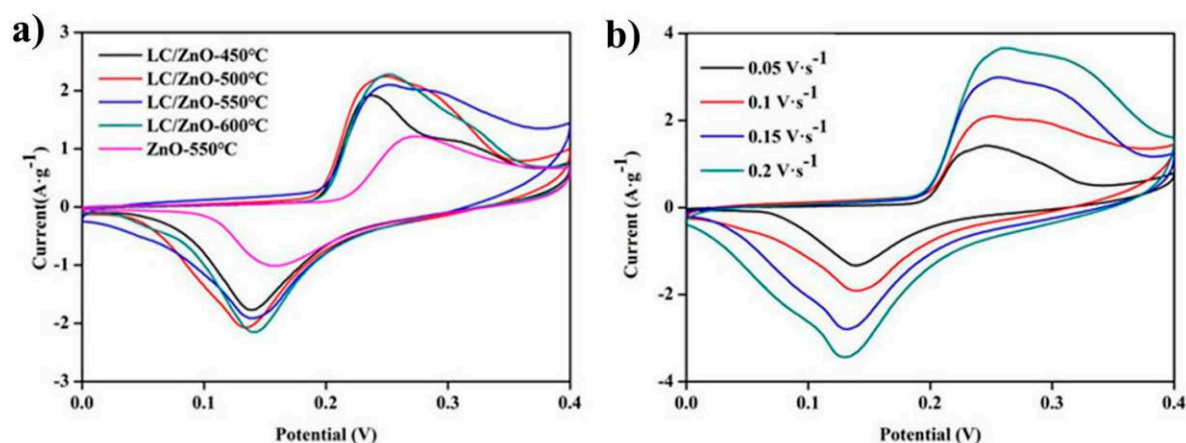 a)
3
2
1
0
-1
-2
-3
Current(A·g⁻¹)
LC/ZnO-450℃
LC/ZnO-500℃
LC/ZnO-550℃
LC/ZnO-600℃
ZnO-550℃
0.0 0.1 0.2 0.3 0.4
Potential (V)
b)
4
2
0
-2
-4
Current (A·g⁻¹)
0.05 V·s⁻¹
0.1 V·s⁻¹
0.15 V·s⁻¹
0.2 V·s⁻¹
0.0 0.1 0.2 0.3 0.4
Potential (V)